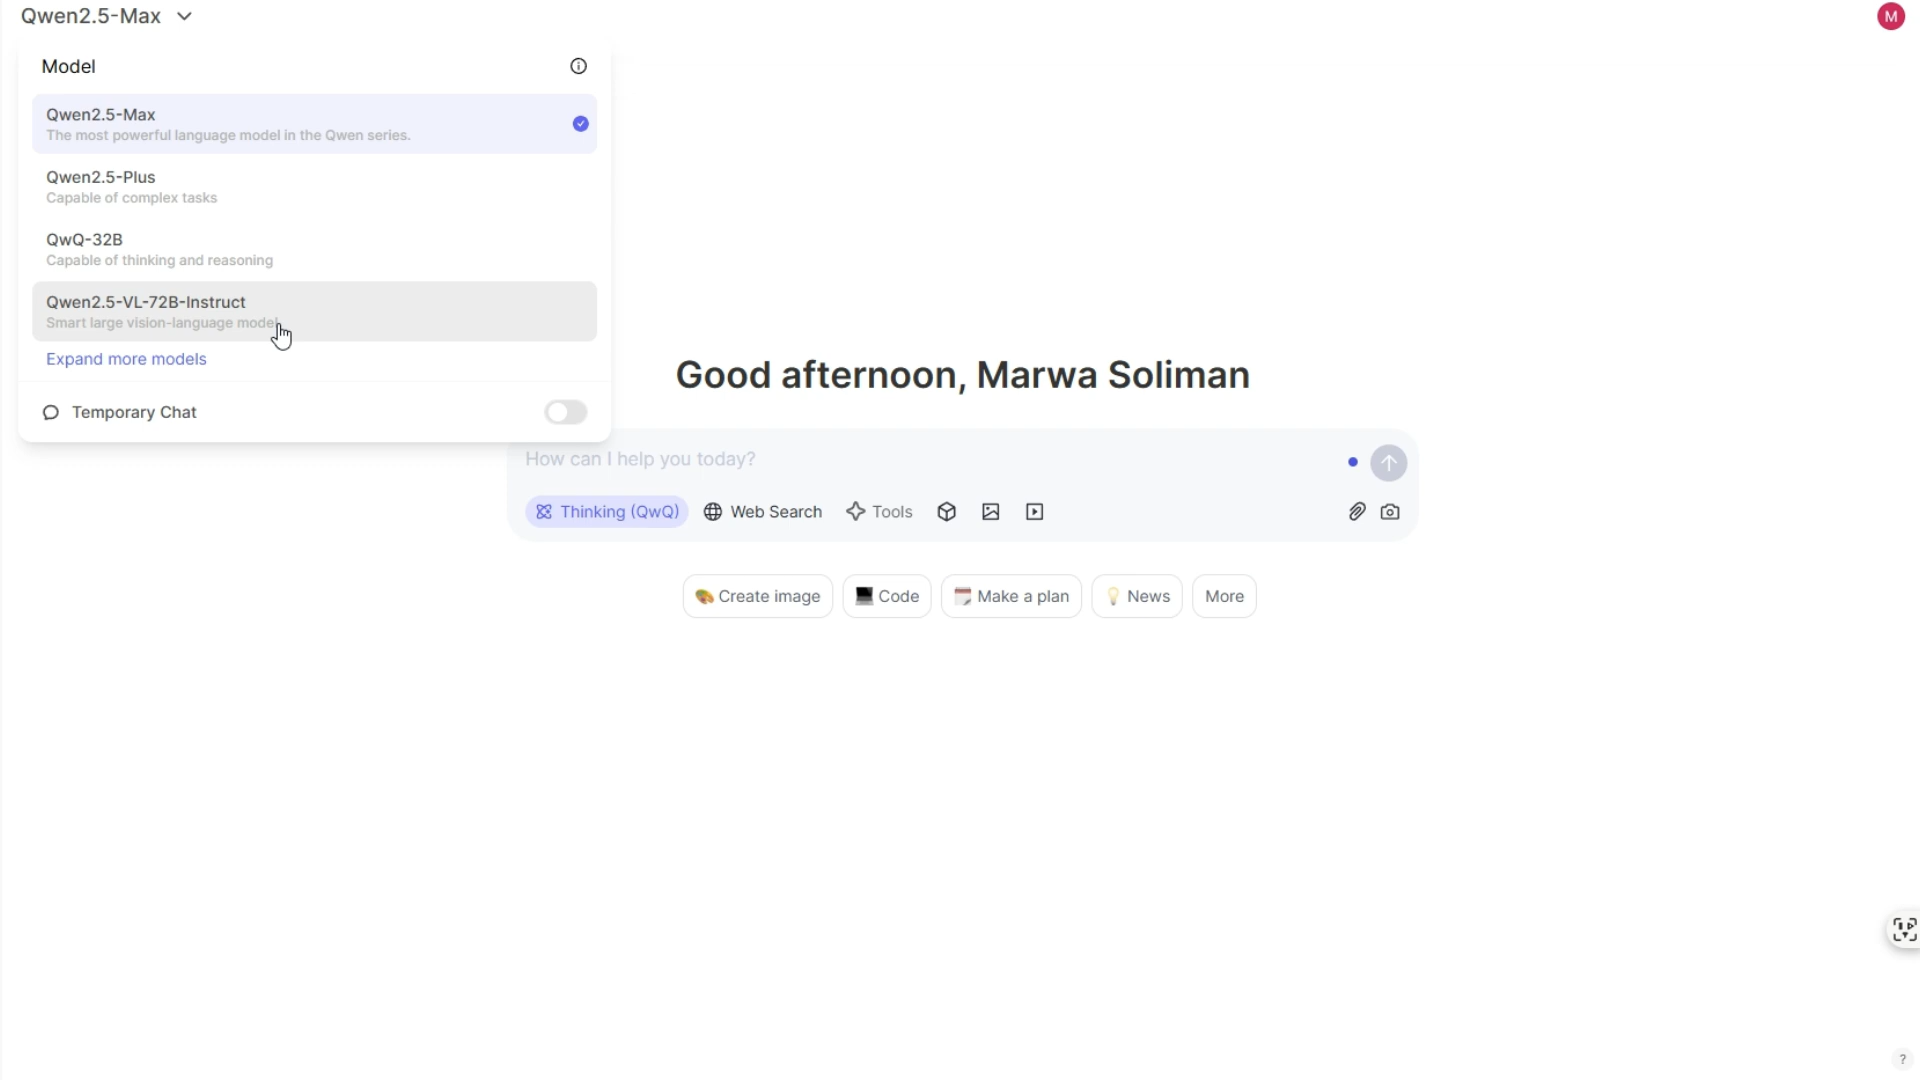 Qwen2.5-Max
M
Model
Qwen2.5-Max
The most powerful language model in the Qwen series.
Qwen2.5-Plus
Capable of complex tasks
QwQ-32B
Capable of thinking and reasoning
Qwen2.5-VL-72B-Instruct
Smart large vision-language model
Expand more models
Temporary Chat
Good afternoon, Marwa Soliman
How can I help you today?
Thinking (QwQ) Web Search Tools
Create image Code Make a plan News More
?